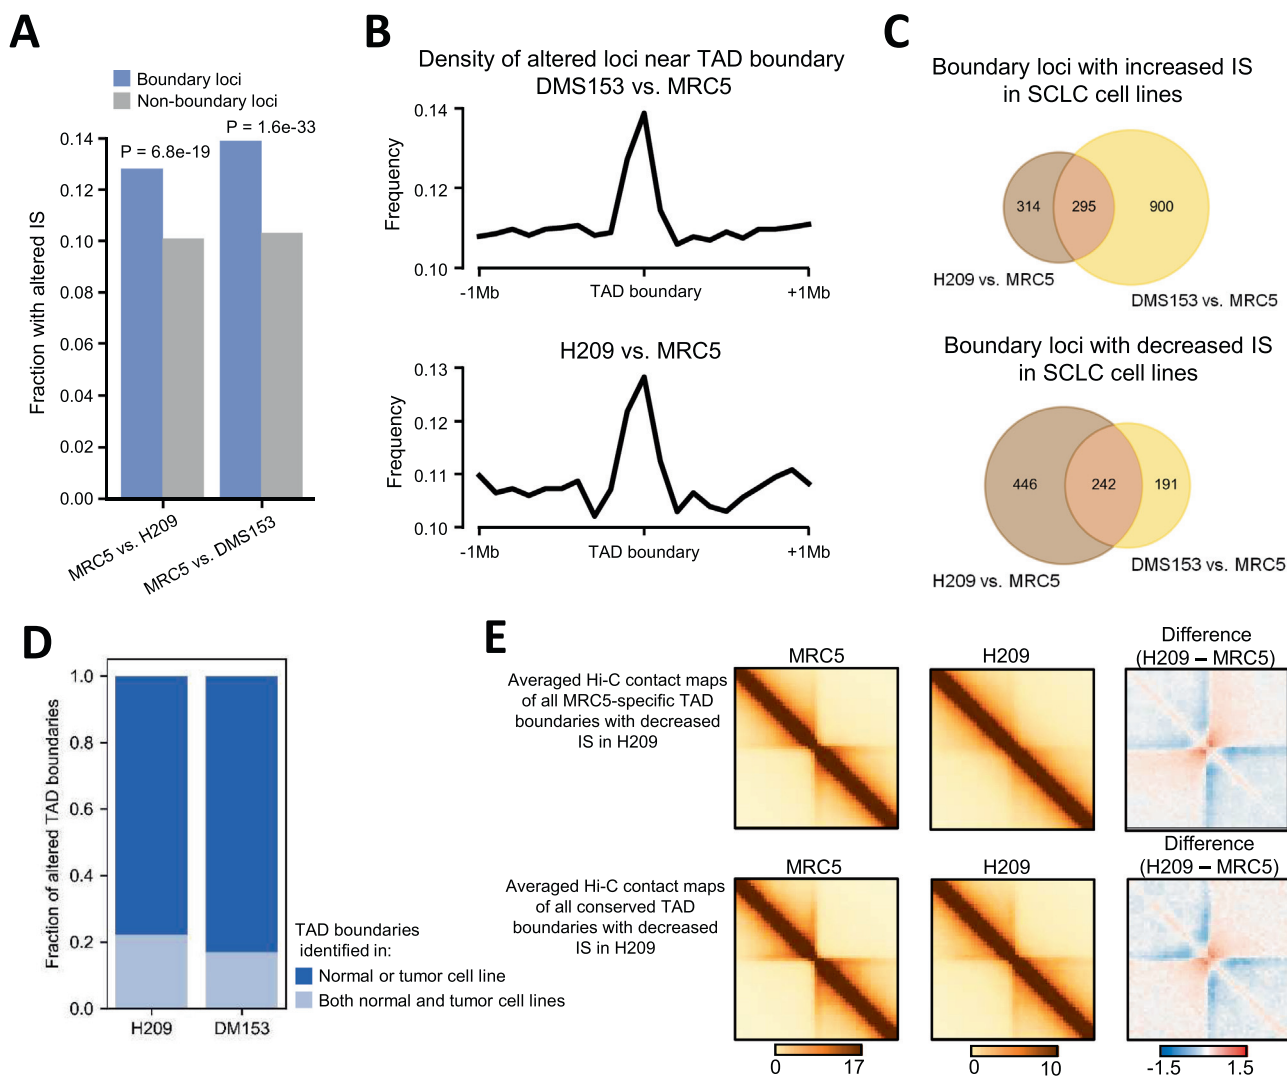 A
Boundary loci
Non-boundary loci
P = 6.8e-19
P = 1.6e-33
Fraction with altered IS
0.14
0.12
0.10
0.08
0.06
0.04
0.02
0.00
MRC5 vs. H209
MRC5 vs. DMS153
B
Density of altered loci near TAD boundary
DMS153 vs. MRC5
Frequency
0.14
0.12
0.10
-1Mb
TAD boundary
+1Mb
H209 vs. MRC5
Frequency
0.13
0.12
0.11
0.10
-1Mb
TAD boundary
+1Mb
C
Boundary loci with increased IS
in SCLC cell lines
314
295
900
H209 vs. MRC5
DMS153 vs. MRC5
Boundary loci with decreased IS
in SCLC cell lines
446
242
191
H209 vs. MRC5
DMS153 vs. MRC5
D
Fraction of altered TAD boundaries
1.0
0.8
0.6
0.4
0.2
0.0
H209
DM153
TAD boundaries
identified in:
Normal or tumor cell line
Both normal and tumor cell lines
E
Averaged Hi-C contact maps
of all MRC5-specific TAD
boundaries with decreased
IS in H209
MRC5
H209
Difference
(H209 – MRC5)
Averaged Hi-C contact maps
of all conserved TAD
boundaries with decreased
IS in H209
MRC5
H209
Difference
(H209 – MRC5)
0
17
0
10
-1.5
1.5